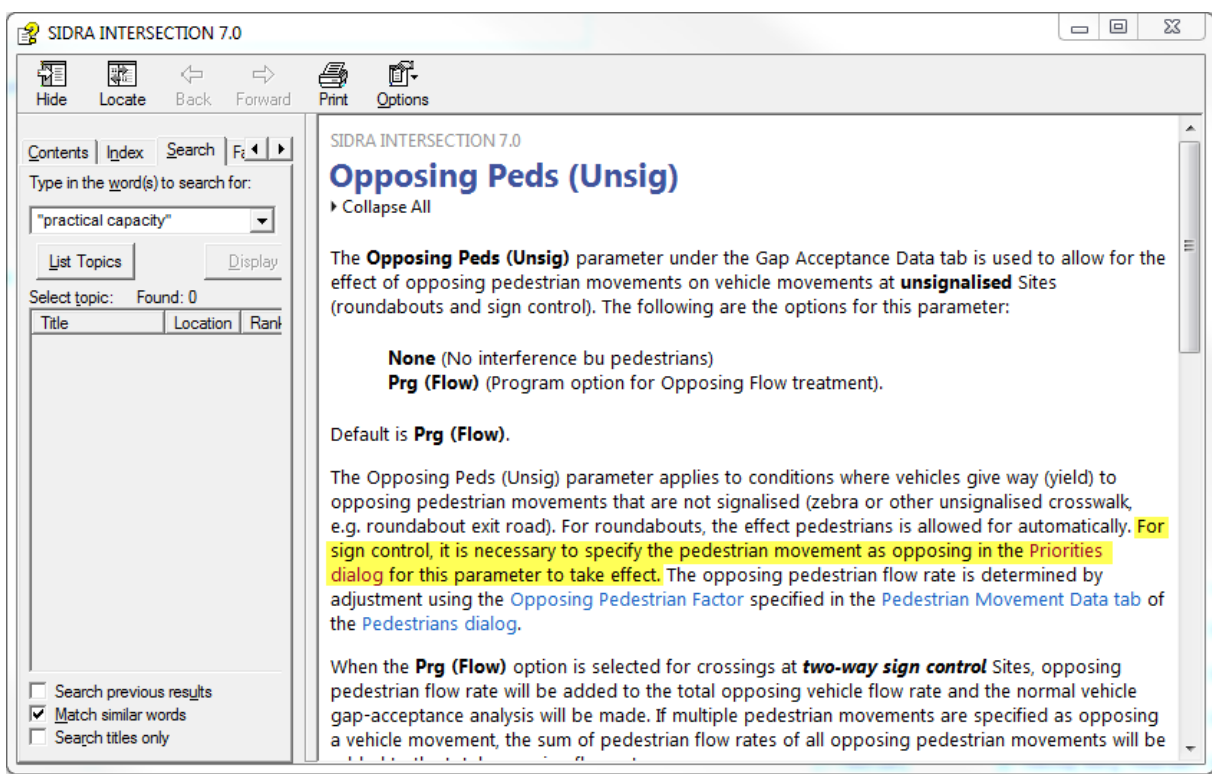 SIDRA INTERSECTION 7.0
Hide Locate Back Forward Print Options
Contents Index Search Fa
Type in the word(s) to search for:
"practical capacity"
List Topics Display
Select topic: Found: 0
Title Location Rank
Search previous results
Match similar words
Search titles only
SIDRA INTERSECTION 7.0
Opposing Peds (Unsig)
Collapse All
The Opposing Peds (Unsig) parameter under the Gap Acceptance Data tab is used to allow for the
effect of opposing pedestrian movements on vehicle movements at unsignalised Sites
(roundabouts and sign control). The following are the options for this parameter:
None (No interference bu pedestrians)
Prg (Flow) (Program option for Opposing Flow treatment).
Default is Prg (Flow).
The Opposing Peds (Unsig) parameter applies to conditions where vehicles give way (yield) to
opposing pedestrian movements that are not signalised (zebra or other unsignalised crosswalk,
e.g. roundabout exit road). For roundabouts, the effect pedestrians is allowed for automatically. For
sign control, it is necessary to specify the pedestrian movement as opposing in the Priorities
dialog for this parameter to take effect. The opposing pedestrian flow rate is determined by
adjustment using the Opposing Pedestrian Factor specified in the Pedestrian Movement Data tab of
the Pedestrians dialog.
When the Prg (Flow) option is selected for crossings at two-way sign control Sites, opposing
pedestrian flow rate will be added to the total opposing vehicle flow rate and the normal vehicle
gap-acceptance analysis will be made. If multiple pedestrian movements are specified as opposing
a vehicle movement, the sum of pedestrian flow rates of all opposing pedestrian movements will be